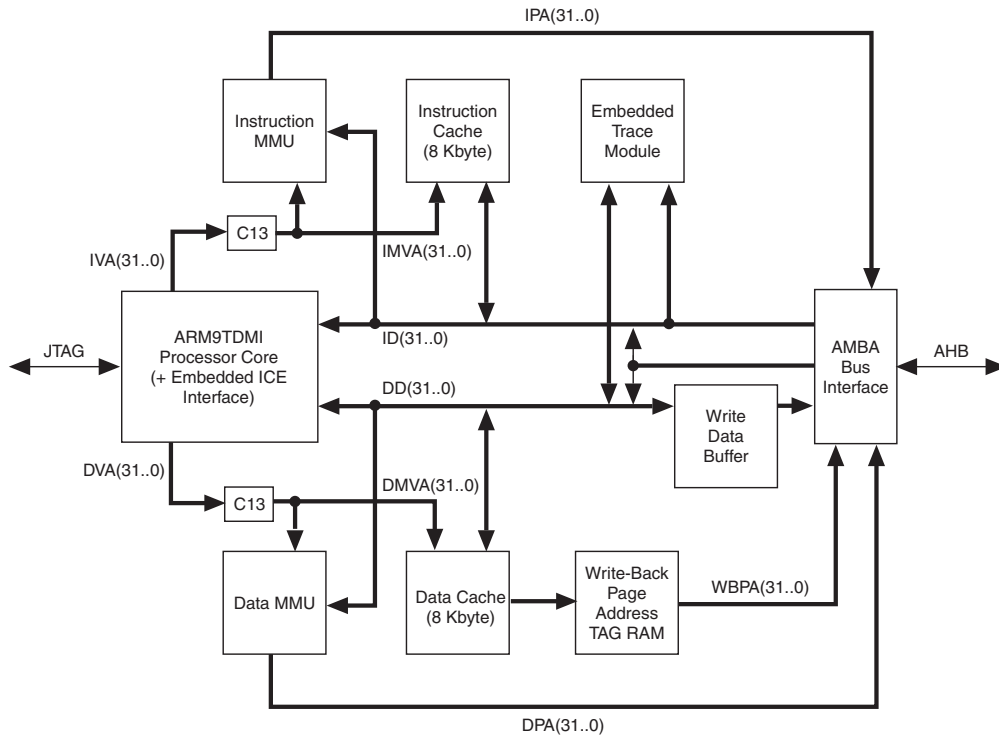 IPA(31..0)
Instruction
MMU
Instruction
Cache
(8 Kbyte)
Embedded
Trace
Module
C13
IVA(31..0)
IMVA(31..0)
ARM9TDMI
Processor Core
(+ Embedded ICE
Interface)
JTAG
ID(31..0)
AMBA
Bus
Interface
AHB
DD(31..0)
Write
Data
Buffer
DVA(31..0)
C13
DMVA(31..0)
Data MMU
Data Cache
(8 Kbyte)
Write-Back
Page
Address
TAG RAM
WBPA(31..0)
DPA(31..0)